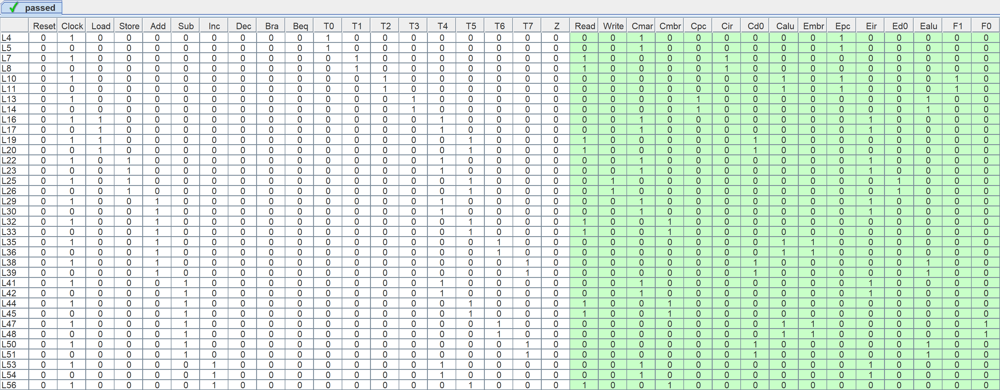 passed
Reset Clock Load Store Add Sub Inc Dec Bra Beq T0 T1 T2 T3 T4 T5 T6 T7 Z Read Write Cmar Cmbr Cpc Cir Cd0 Calu Embr Epc Eir Ed0 Ealu F1 F0
L4 0 1 0 0 0 0 0 0 0 0 1 0 0 0 0 0 0 0 0 0 0 1 0 0 0 0 0 0 1 0 0 0 0 0
L5 0 0 0 0 0 0 0 0 0 0 1 0 0 0 0 0 0 0 0 0 0 1 0 0 0 0 0 0 1 0 0 0 0 0
L7 0 1 0 0 0 0 0 0 0 0 0 1 0 0 0 0 0 0 0 1 0 0 0 0 1 0 0 0 0 0 0 0 0 0
L8 0 0 0 0 0 0 0 0 0 0 0 1 0 0 0 0 0 0 0 1 0 0 0 0 1 0 0 0 0 0 0 0 0 0
L10 0 1 0 0 0 0 0 0 0 0 0 0 1 0 0 0 0 0 0 0 0 0 0 0 0 0 1 0 1 0 0 0 1 0
L11 0 0 0 0 0 0 0 0 0 0 0 0 1 0 0 0 0 0 0 0 0 0 0 0 0 0 1 0 1 0 0 0 1 0
L13 0 1 0 0 0 0 0 0 0 0 0 0 0 1 0 0 0 0 0 0 0 0 0 1 0 0 0 0 0 0 0 1 0 0
L14 0 0 0 0 0 0 0 0 0 0 0 0 0 1 0 0 0 0 0 0 0 0 0 1 0 0 0 0 0 0 0 1 0 0
L16 0 1 1 0 0 0 0 0 0 0 0 0 0 0 1 0 0 0 0 0 0 1 0 0 0 0 0 0 0 1 0 0 0 0
L17 0 0 1 0 0 0 0 0 0 0 0 0 0 0 1 0 0 0 0 0 0 1 0 0 0 0 0 0 0 1 0 0 0 0
L19 0 1 1 0 0 0 0 0 0 0 0 0 0 0 0 1 0 0 0 1 0 0 0 0 0 1 0 0 0 0 0 0 0 0
L20 0 0 1 0 0 0 0 0 0 0 0 0 0 0 0 1 0 0 0 1 0 0 0 0 0 1 0 0 0 0 0 0 0 0
L22 0 1 0 1 0 0 0 0 0 0 0 0 0 0 1 0 0 0 0 0 0 1 0 0 0 0 0 0 0 1 0 0 0 0
L23 0 0 0 1 0 0 0 0 0 0 0 0 0 0 1 0 0 0 0 0 0 1 0 0 0 0 0 0 0 1 0 0 0 0
L25 0 1 0 1 0 0 0 0 0 0 0 0 0 0 0 1 0 0 0 0 1 0 0 0 0 0 0 0 0 0 1 0 0 0
L26 0 0 0 1 0 0 0 0 0 0 0 0 0 0 0 1 0 0 0 0 1 0 0 0 0 0 0 0 0 0 1 0 0 0
L29 0 1 0 0 1 0 0 0 0 0 0 0 0 0 1 0 0 0 0 0 0 1 0 0 0 0 0 0 0 1 0 0 0 0
L30 0 0 0 0 1 0 0 0 0 0 0 0 0 0 1 0 0 0 0 0 0 1 0 0 0 0 0 0 0 1 0 0 0 0
L32 0 1 0 0 1 0 0 0 0 0 0 0 0 0 0 1 0 0 0 1 0 0 1 0 0 0 0 0 0 0 0 0 0 0
L33 0 0 0 0 1 0 0 0 0 0 0 0 0 0 0 1 0 0 0 1 0 0 1 0 0 0 0 0 0 0 0 0 0 0
L35 0 1 0 0 1 0 0 0 0 0 0 0 0 0 0 0 1 0 0 0 0 0 0 0 0 0 1 1 0 0 0 0 0 0
L36 0 0 0 0 1 0 0 0 0 0 0 0 0 0 0 0 1 0 0 0 0 0 0 0 0 0 1 1 0 0 0 0 0 0
L38 0 1 0 0 1 0 0 0 0 0 0 0 0 0 0 0 0 1 0 0 0 0 0 0 0 1 0 0 0 0 0 1 0 0
L39 0 0 0 0 1 0 0 0 0 0 0 0 0 0 0 0 0 1 0 0 0 0 0 0 0 1 0 0 0 0 0 1 0 0
L41 0 1 0 0 0 1 0 0 0 0 0 0 0 0 1 0 0 0 0 0 0 1 0 0 0 0 0 0 0 1 0 0 0 0
L42 0 0 0 0 0 1 0 0 0 0 0 0 0 0 1 0 0 0 0 0 0 1 0 0 0 0 0 0 0 1 0 0 0 0
L44 0 1 0 0 0 1 0 0 0 0 0 0 0 0 0 1 0 0 0 1 0 0 1 0 0 0 0 0 0 0 0 0 0 0
L45 0 0 0 0 0 1 0 0 0 0 0 0 0 0 0 1 0 0 0 1 0 0 1 0 0 0 0 0 0 0 0 0 0 0
L47 0 1 0 0 0 1 0 0 0 0 0 0 0 0 0 0 1 0 0 0 0 0 0 0 0 0 1 1 0 0 0 0 0 1
L48 0 0 0 0 0 1 0 0 0 0 0 0 0 0 0 0 1 0 0 0 0 0 0 0 0 0 1 1 0 0 0 0 0 1
L50 0 1 0 0 0 1 0 0 0 0 0 0 0 0 0 0 0 1 0 0 0 0 0 0 0 1 0 0 0 0 0 1 0 0
L51 0 0 0 0 0 1 0 0 0 0 0 0 0 0 0 0 0 1 0 0 0 0 0 0 0 1 0 0 0 0 0 1 0 0
L53 0 1 0 0 0 0 1 0 0 0 0 0 0 0 1 0 0 0 0 0 0 1 0 0 0 0 0 0 0 1 0 0 0 0
L54 0 0 0 0 0 0 1 0 0 0 0 0 0 0 1 0 0 0 0 0 0 1 0 0 0 0 0 0 0 1 0 0 0 0
L56 0 1 0 0 0 0 1 0 0 0 0 0 0 0 0 1 0 0 0 1 0 0 1 0 0 0 0 0 0 0 0 0 0 0